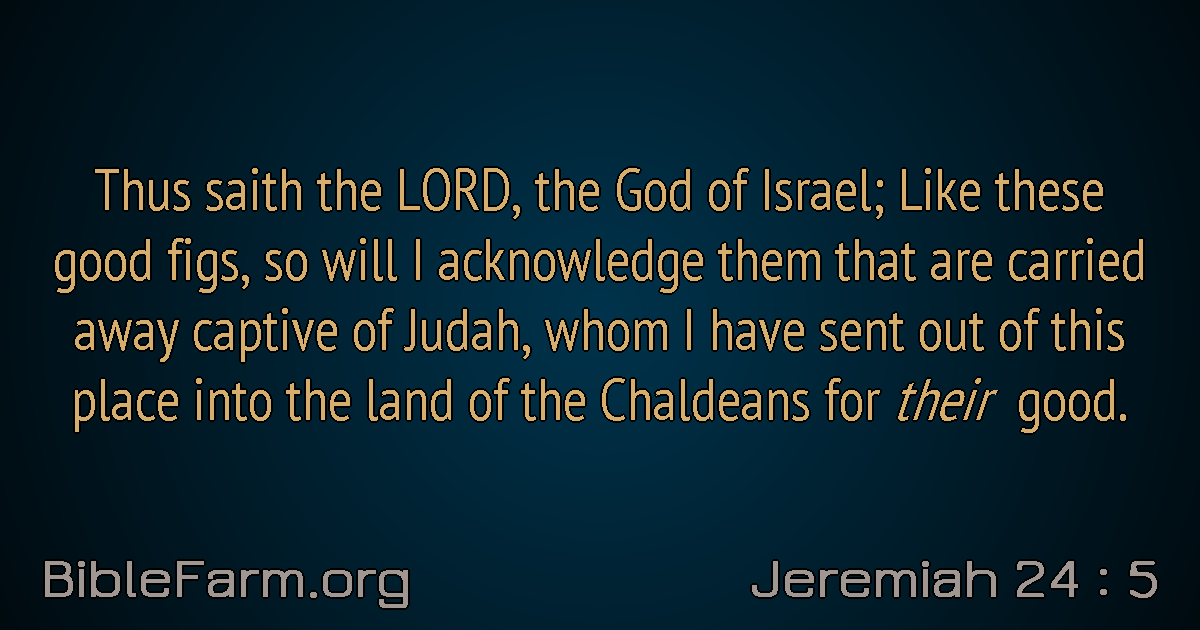 Thus saith the LORD, the God of Israel; Like these
good figs, so will I acknowledge them that are carried
away captive of Judah, whom I have sent out of this
place into the land of the Chaldeans for their good.
BibleFarm.org
Jeremiah 24 : 5